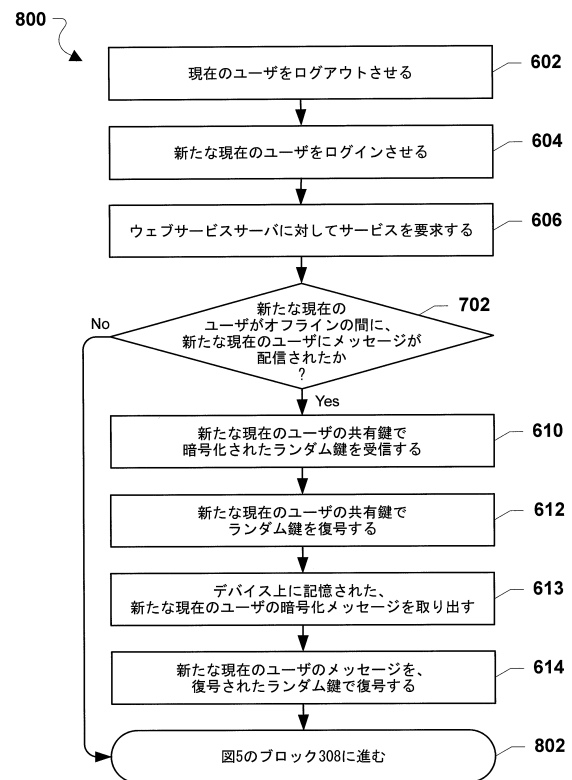 800
現在のユーザをログアウトさせる
602
新たな現在のユーザをログインさせる
604
ウェブサービスサーバに対してサービスを要求する
606
新たな現在の
ユーザがオフラインの間に、
新たな現在のユーザにメッセージが
配信されたか
?
702
No
Yes
新たな現在のユーザの共有鍵で
暗号化されたランダム鍵を受信する
610
新たな現在のユーザの共有鍵で
ランダム鍵を復号する
612
デバイス上に記憶された、
新たな現在のユーザの暗号化メッセージを取り出す
613
新たな現在のユーザのメッセージを、
復号されたランダム鍵で復号する
614
図5のブロック308に進む
802